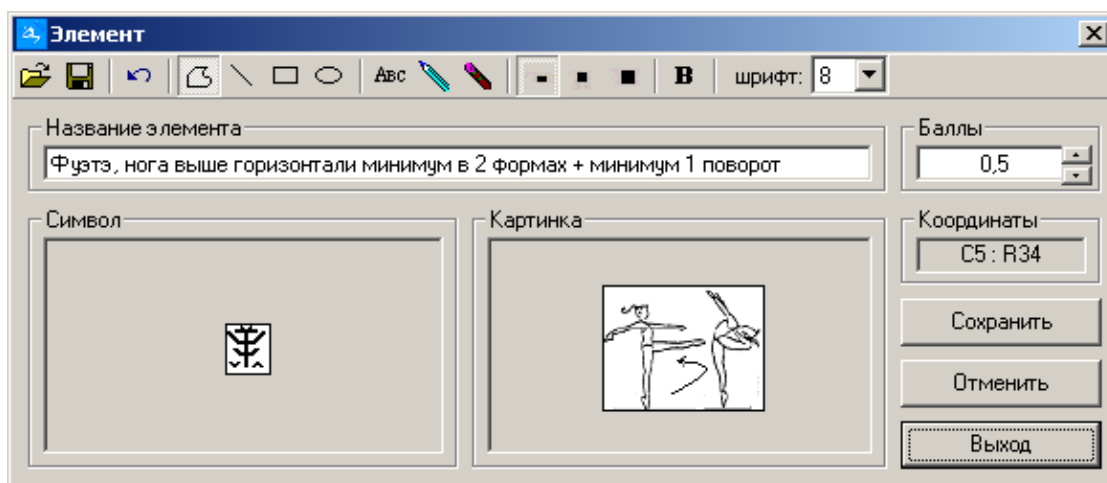 Элемент
Авс B шрифт: 8
Название элемента
Фуэтэ, нога выше горизонтали минимум в 2 формах + минимум 1 поворот
Баллы
0,5
Символ
Картинка
Координаты
C5 : R34
Сохранить
Отменить
Выход